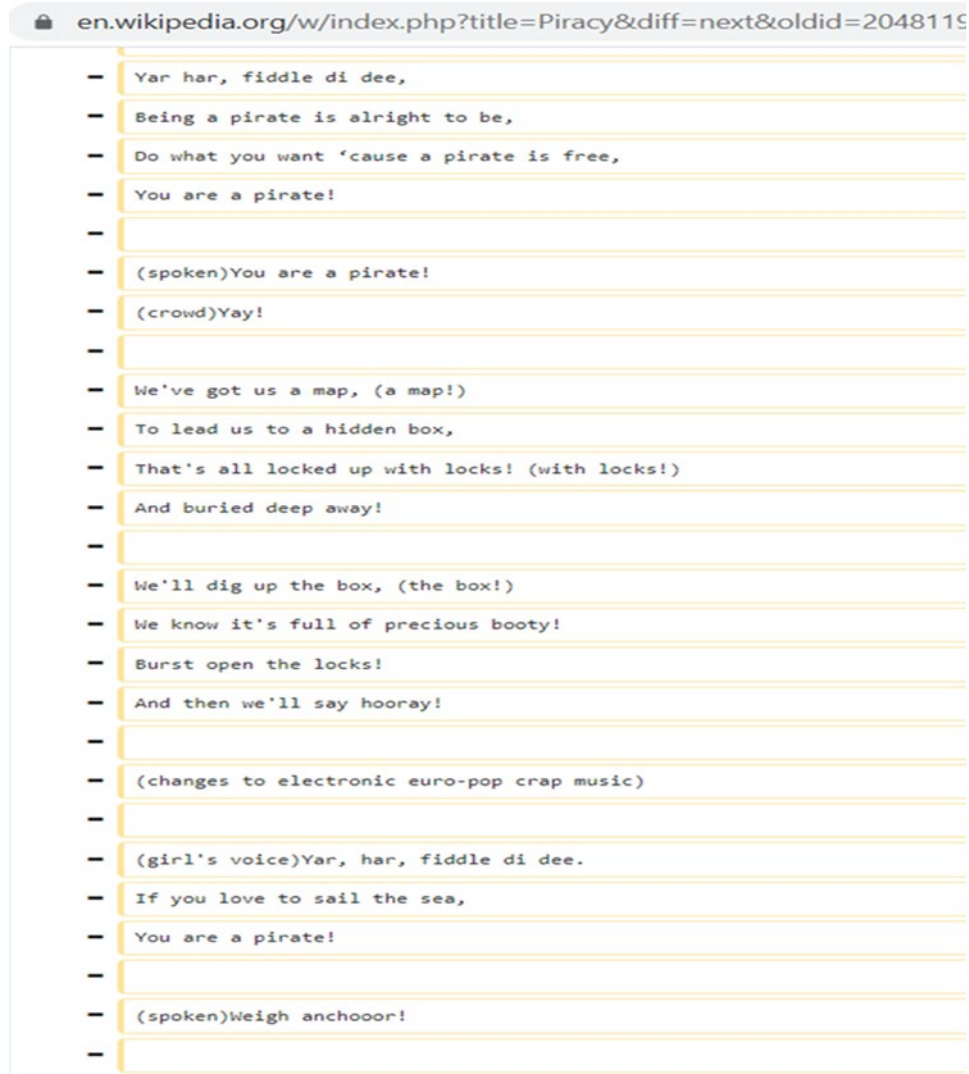 en.wikipedia.org/w/index.php?title=Piracy&diff=next&oldid=2048119
− Yar har, fiddle di dee,
− Being a pirate is alright to be,
− Do what you want ‘cause a pirate is free,
− You are a pirate!
−
− (spoken)You are a pirate!
− (crowd)Yay!
−
− We've got us a map, (a map!)
− To lead us to a hidden box,
− That's all locked up with locks! (with locks!)
− And buried deep away!
−
− We'll dig up the box, (the box!)
− We know it's full of precious booty!
− Burst open the locks!
− And then we'll say hooray!
−
− (changes to electronic euro-pop crap music)
−
− (girl's voice)Yar, har, fiddle di dee.
− If you love to sail the sea,
− You are a pirate!
−
− (spoken)Weigh anchooor!
−